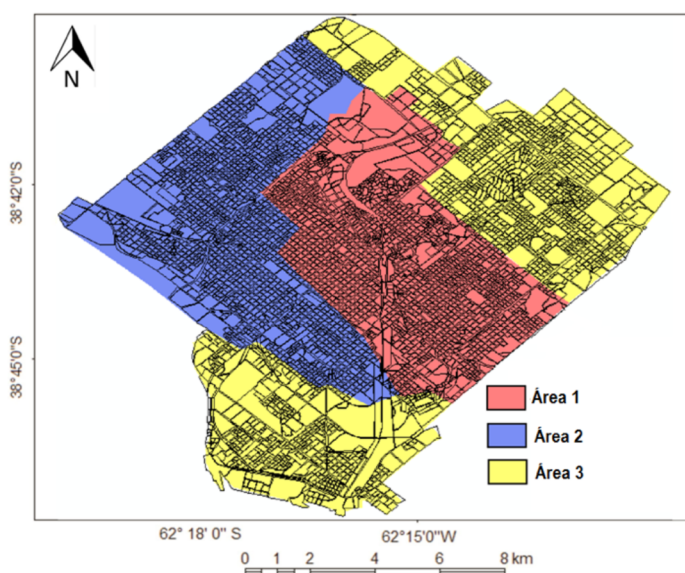 N
38°42'0"S
38°45'0"S
Área 1
Área 2
Área 3
62° 18' 0" S
62°15'0"W
0 1 2 4 6 8 km